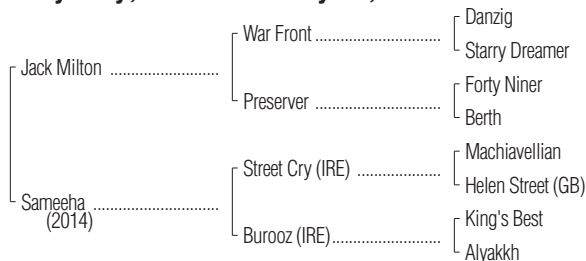 War Front
Danzig
Starry Dreamer
Jack Milton
Preserver
Forty Niner
Berth
Sameeha
(2014)
Street Cry (IRE)
Machiavellian
Helen Street (GB)
Burooz (IRE)
King's Best
Alyakkh